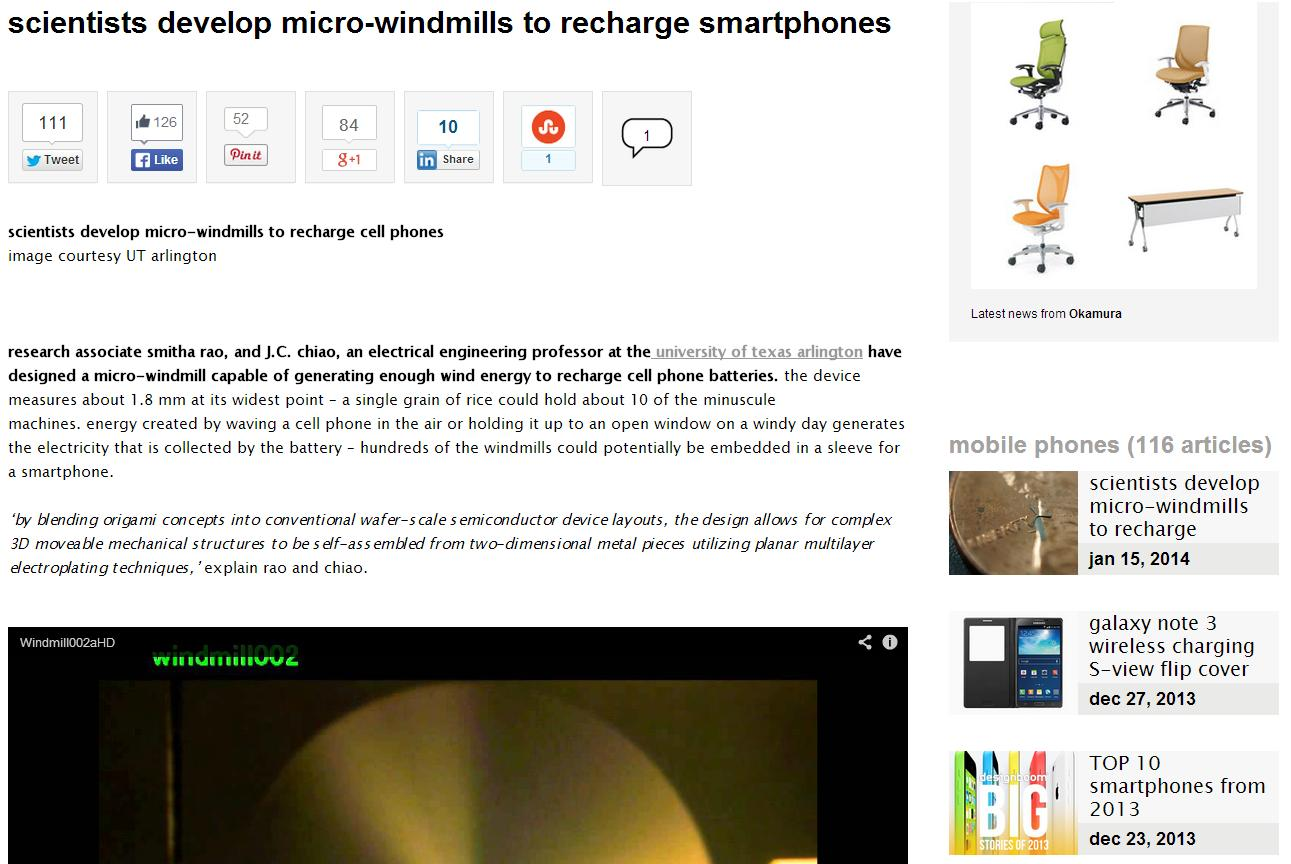 scientists develop micro-windmills to recharge smartphones
111
Tweet
126
Like
52
Pin it
84
g+1
10
in Share
1
1
scientists develop micro-windmills to recharge cell phones
image courtesy UT arlington
research associate smitha rao, and J.C. chiao, an electrical engineering professor at the university of texas arlington have
designed a micro-windmill capable of generating enough wind energy to recharge cell phone batteries. the device
measures about 1.8 mm at its widest point – a single grain of rice could hold about 10 of the minuscule
machines. energy created by waving a cell phone in the air or holding it up to an open window on a windy day generates
the electricity that is collected by the battery – hundreds of the windmills could potentially be embedded in a sleeve for
a smartphone.
‘by blending origami concepts into conventional wafer-scale semiconductor device layouts, the design allows for complex
3D moveable mechanical structures to be self-assembled from two-dimensional metal pieces utilizing planar multilayer
electroplating techniques,’ explain rao and chiao.
Windmill002aHD
windmill002
Latest news from Okamura
mobile phones (116 articles)
scientists develop
micro-windmills
to recharge
jan 15, 2014
galaxy note 3
wireless charging
S-view flip cover
dec 27, 2013
designboom
BIG
STORIES OF 2013
TOP 10
smartphones from
2013
dec 23, 2013